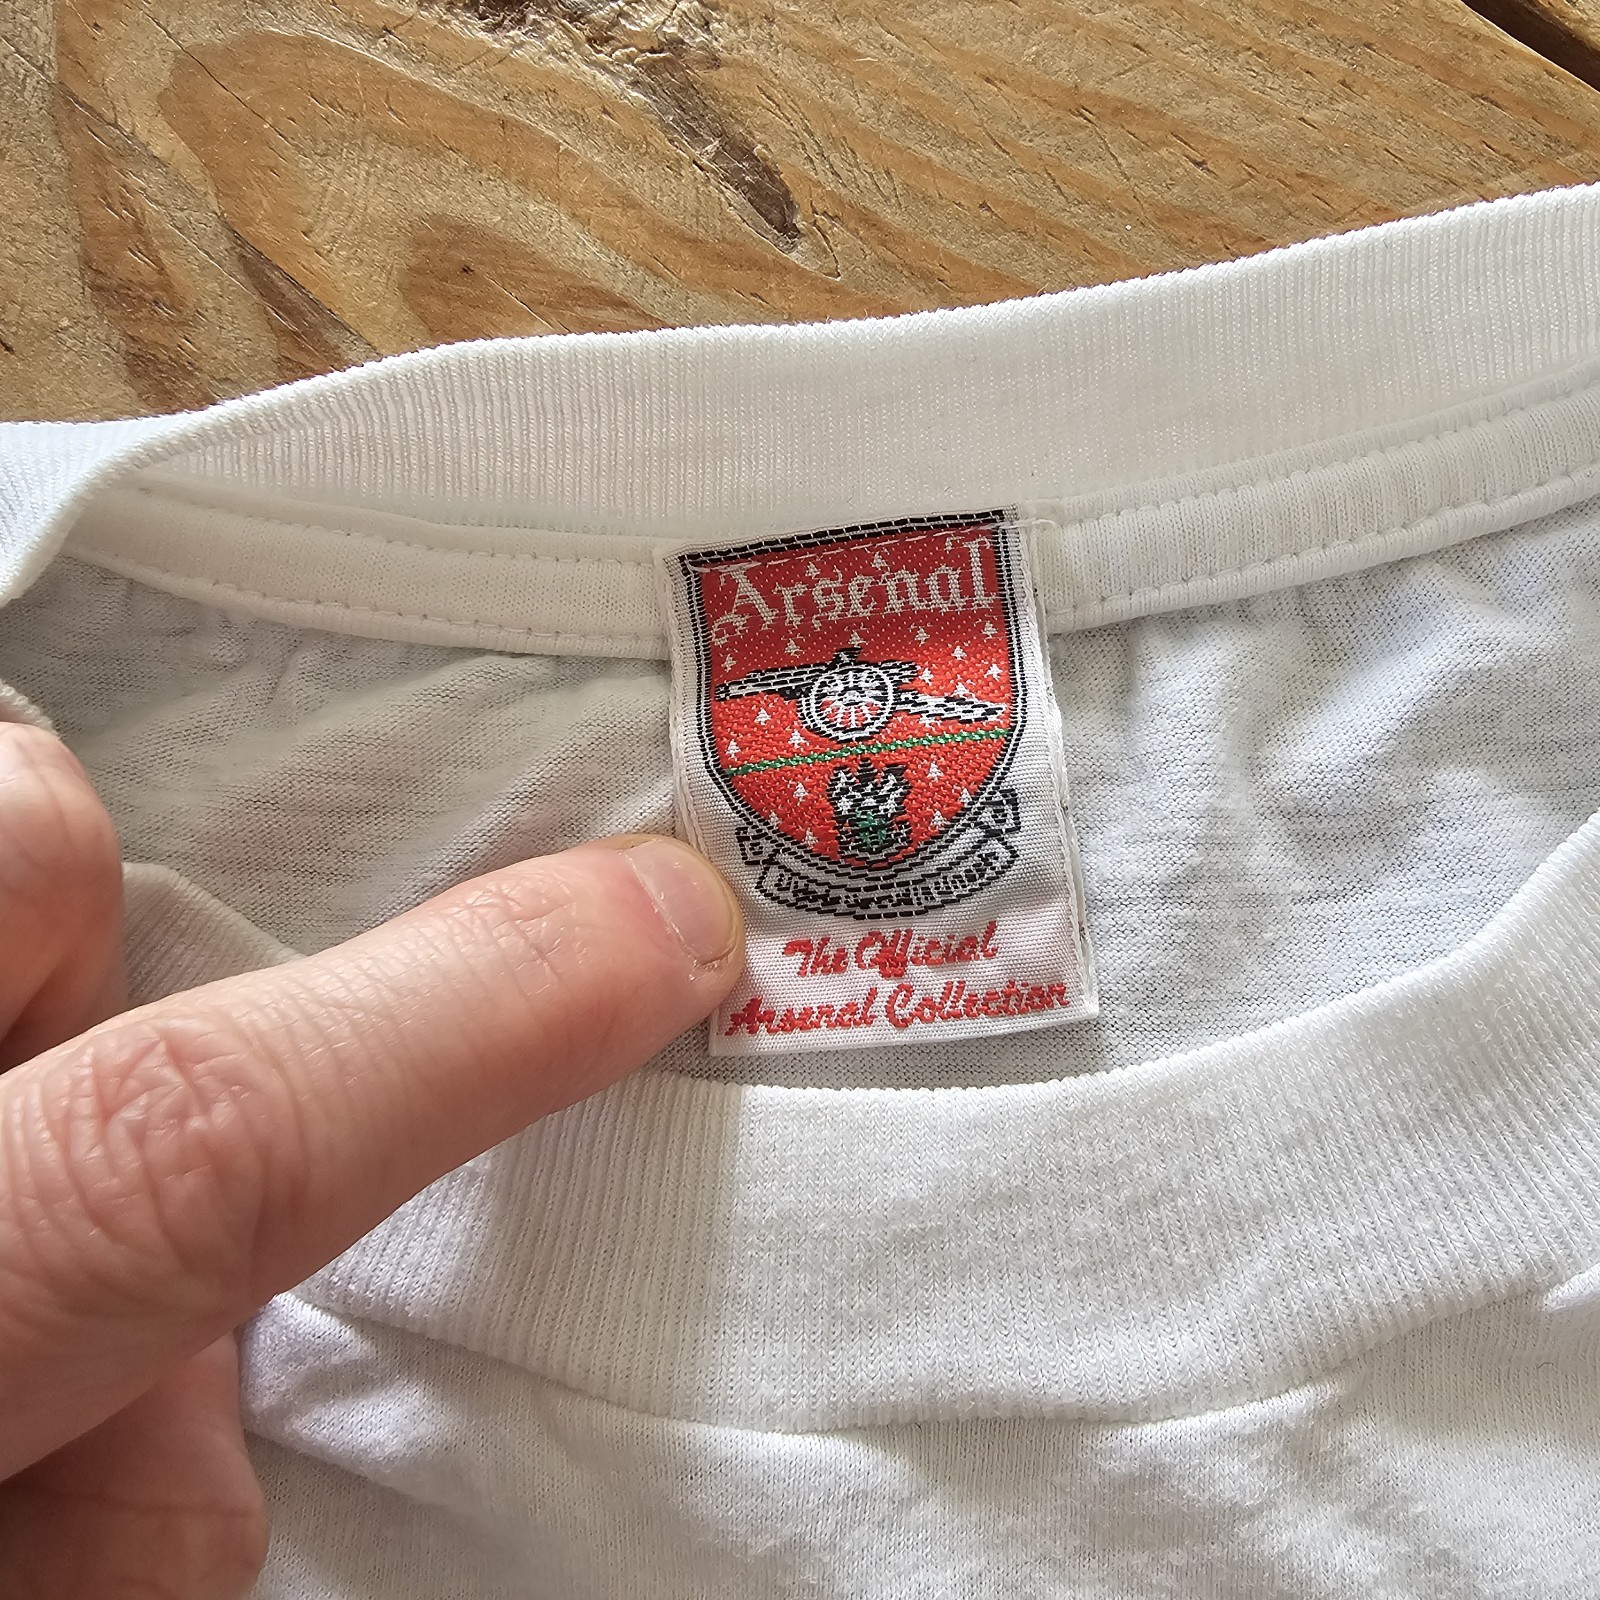 Arsenal
The Official
Arsenal Collection